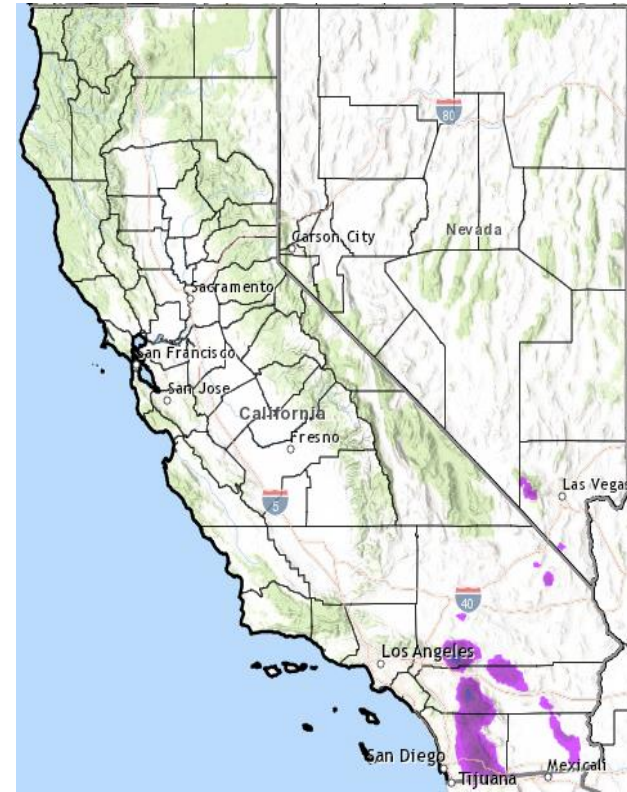 80
Nevada
Carson City
Sacramento
San Francisco
San Jose
California
Fresno
Las Vegas
5
40
Los Angeles
San Diego
Mexicali
Tijuana